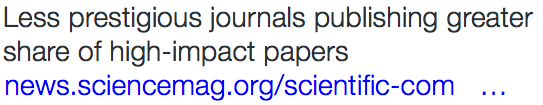 Less prestigious journals publishing greater
share of high-impact papers
news.sciencemag.org/scientific-com …